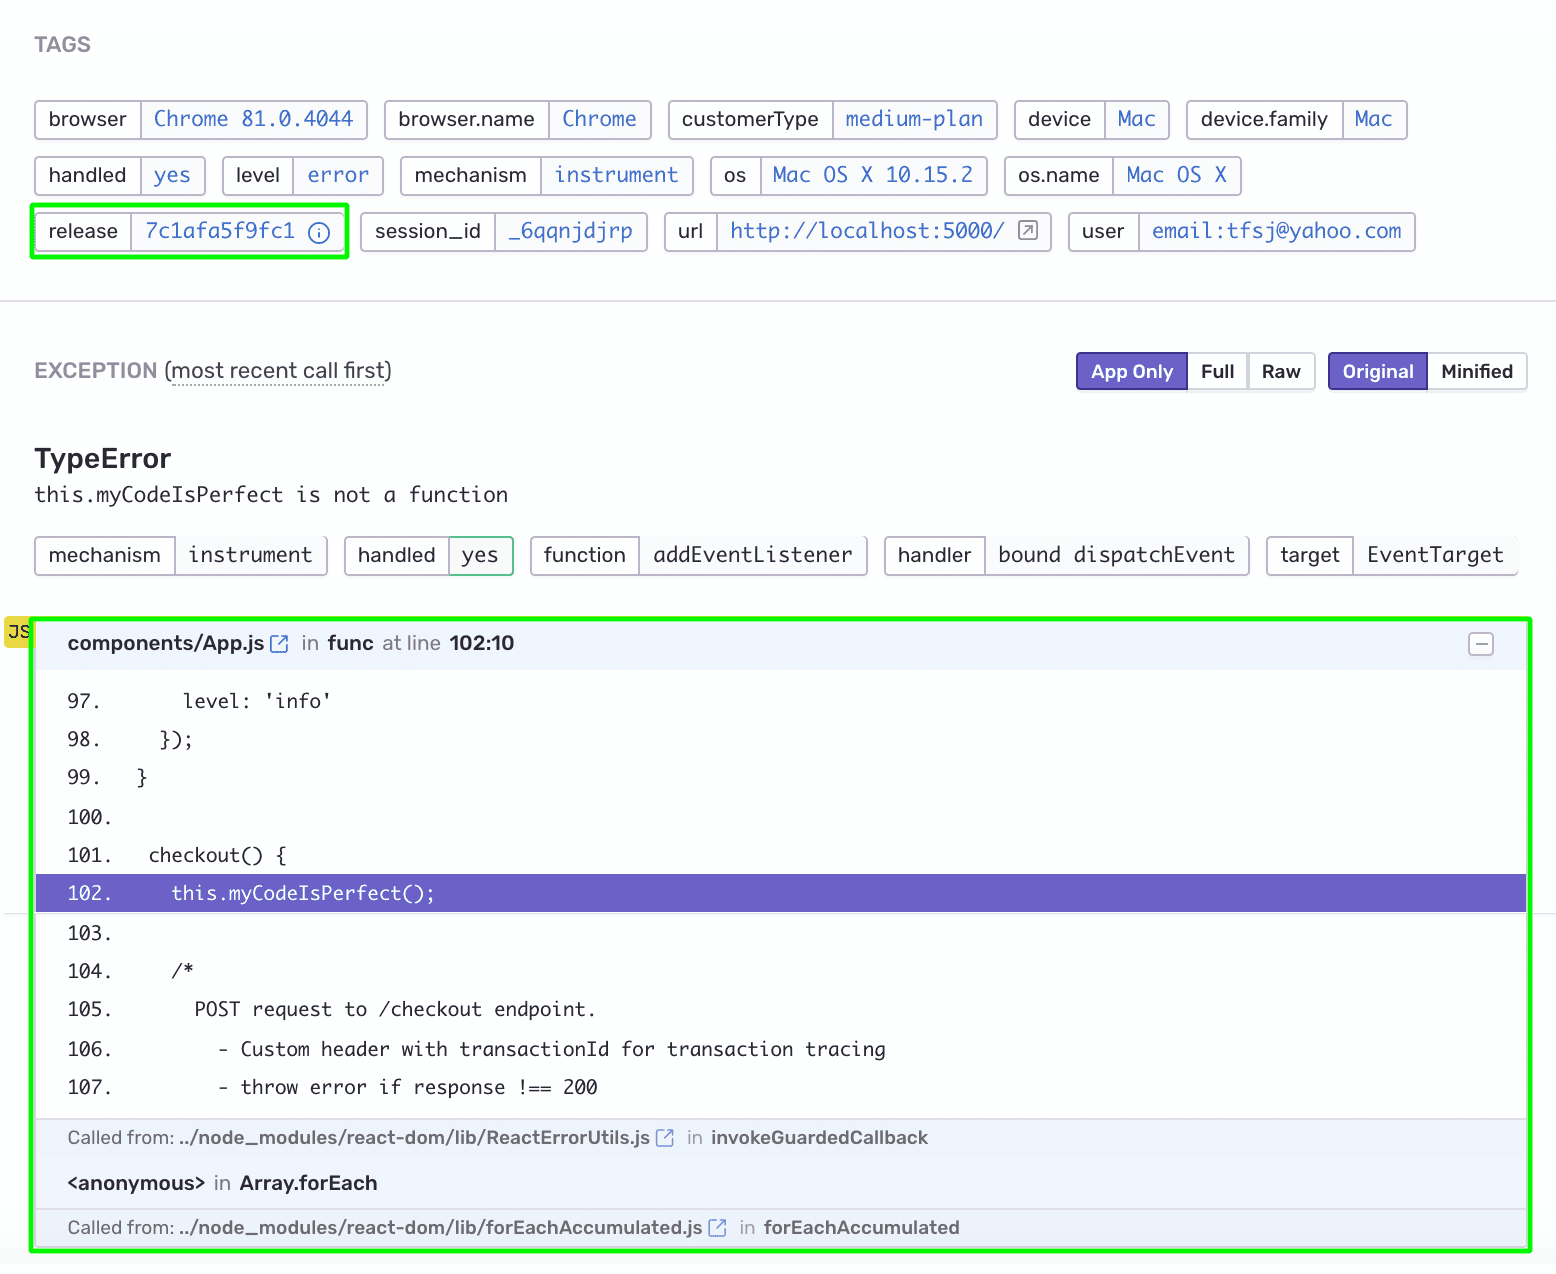 TAGS
browser Chrome 81.0.4044 browser.name Chrome customerType medium-plan device Mac device.family Mac
handled yes level error mechanism instrument os Mac OS X 10.15.2 os.name Mac OS X
release 7c1afa5f9fc1 session_id _6qqnjdjrp url http://localhost:5000/ user email:tfsj@yahoo.com
EXCEPTION (most recent call first) App Only Full Raw Original Minified
TypeError
this.myCodeIsPerfect is not a function
mechanism instrument handled yes function addEventListener handler bound dispatchEvent target EventTarget
JS components/App.js in func at line 102:10
97. level: 'info'
98. });
99. }
100.
101. checkout() {
102. this.myCodeIsPerfect();
103.
104. /*
105. POST request to /checkout endpoint.
106. - Custom header with transactionId for transaction tracing
107. - throw error if response !== 200
Called from: ../node_modules/react-dom/lib/ReactErrorUtils.js in invokeGuardedCallback
<anonymous> in Array.forEach
Called from: ../node_modules/react-dom/lib/forEachAccumulated.js in forEachAccumulated